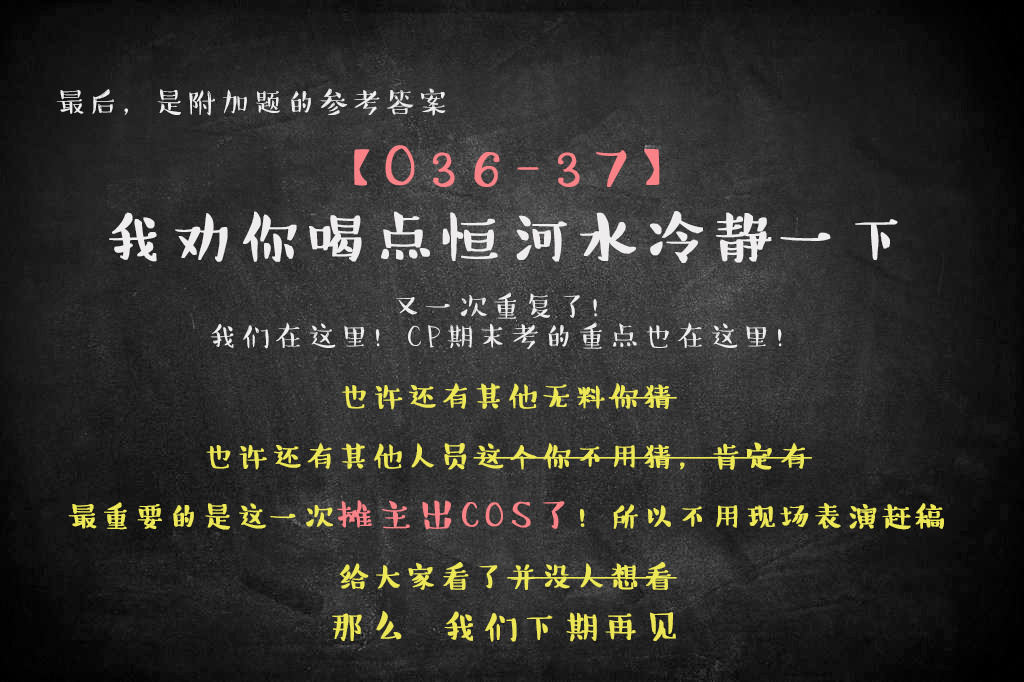 最后，是附加题的参考答案
【036-37】
我劝你喝点恒河水冷静一下
又一次重复了！
我们在这里！CP期末考的重点也在这里！
也许还有其他无料你猜
也许还有其他人员这个你不用猜，肯定有
最重要的是这一次摊主出COS了！所以不用现场表演赶稿
给大家看了并没人想看
那么 我们下期再见